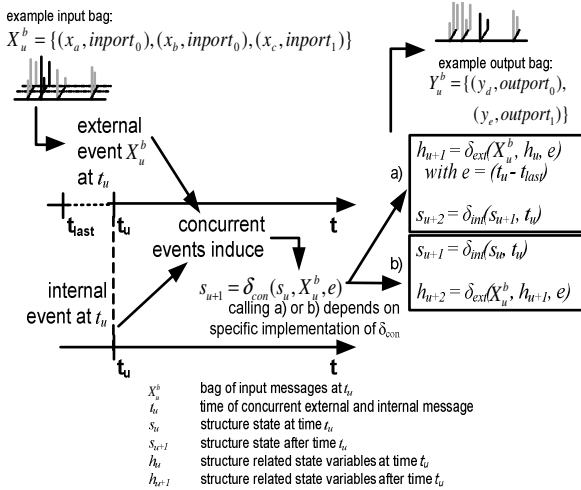 example input bag:
X_u^b = {(x_a, inport_0), (x_b, inport_0), (x_c, inport_1)}
example output bag:
Y_u^b = {(y_d, outport_0),
(y_e, outport_1)}
external
event X_u^b
at t_u
t_last
t_u
t
concurrent
events induce
internal
event at t_u
s_{u+1} = δ_con(s_u, X_u^b, e)
calling a) or b) depends on
specific implementation of δ_con
t_u
t
a)
h_{u+1} = δ_ext(X_u^b, h_u, e)
with e = (t_u - t_last)
s_{u+2} = δ_int(s_{u+1}, t_u)
b)
s_{u+1} = δ_int(s_u, t_u)
h_{u+2} = δ_ext(X_u^b, h_{u+1}, e)
X_u^b bag of input messages at t_u
t_u time of concurrent external and internal message
s_u structure state at time t_u
s_{u+1} structure state after time t_u
h_u structure related state variables at time t_u
h_{u+1} structure related state variables after time t_u